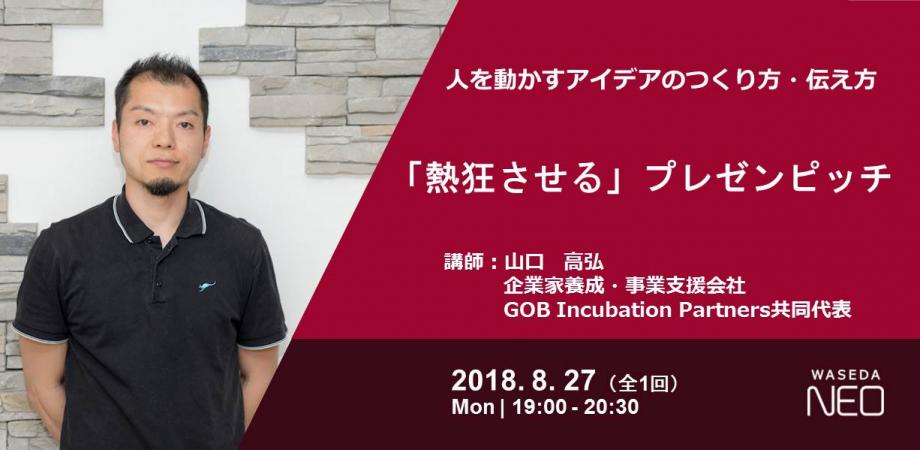 人を動かすアイデアのつくり方・伝え方
「熱狂させる」プレゼンピッチ
講師：山口　高弘
企業家養成・事業支援会社
GOB Incubation Partners共同代表
2018. 8. 27（全1回）
Mon | 19:00 - 20:30
WASEDA
NEO